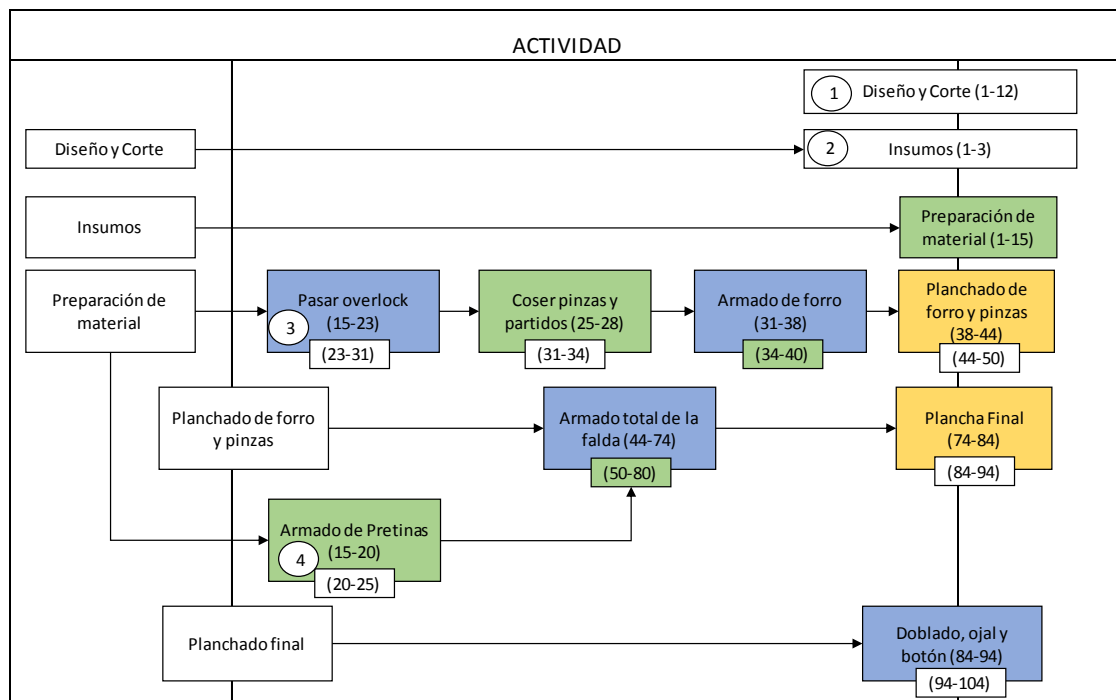 ACTIVIDAD
1
Diseño y Corte (1-12)
Diseño y Corte
2
Insumos (1-3)
Insumos
Preparación de
material (1-15)
Preparación de
material
Pasar overlock
(15-23)
3
(23-31)
Coser pinzas y
partidos (25-28)
(31-34)
Armado de forro
(31-38)
(34-40)
Planchado de
forro y pinzas
(38-44)
(44-50)
Planchado de forro
y pinzas
Armado total de la
falda (44-74)
(50-80)
Plancha Final
(74-84)
(84-94)
Armado de Pretinas
(15-20)
4
(20-25)
Planchado final
Doblado, ojal y
botón (84-94)
(94-104)